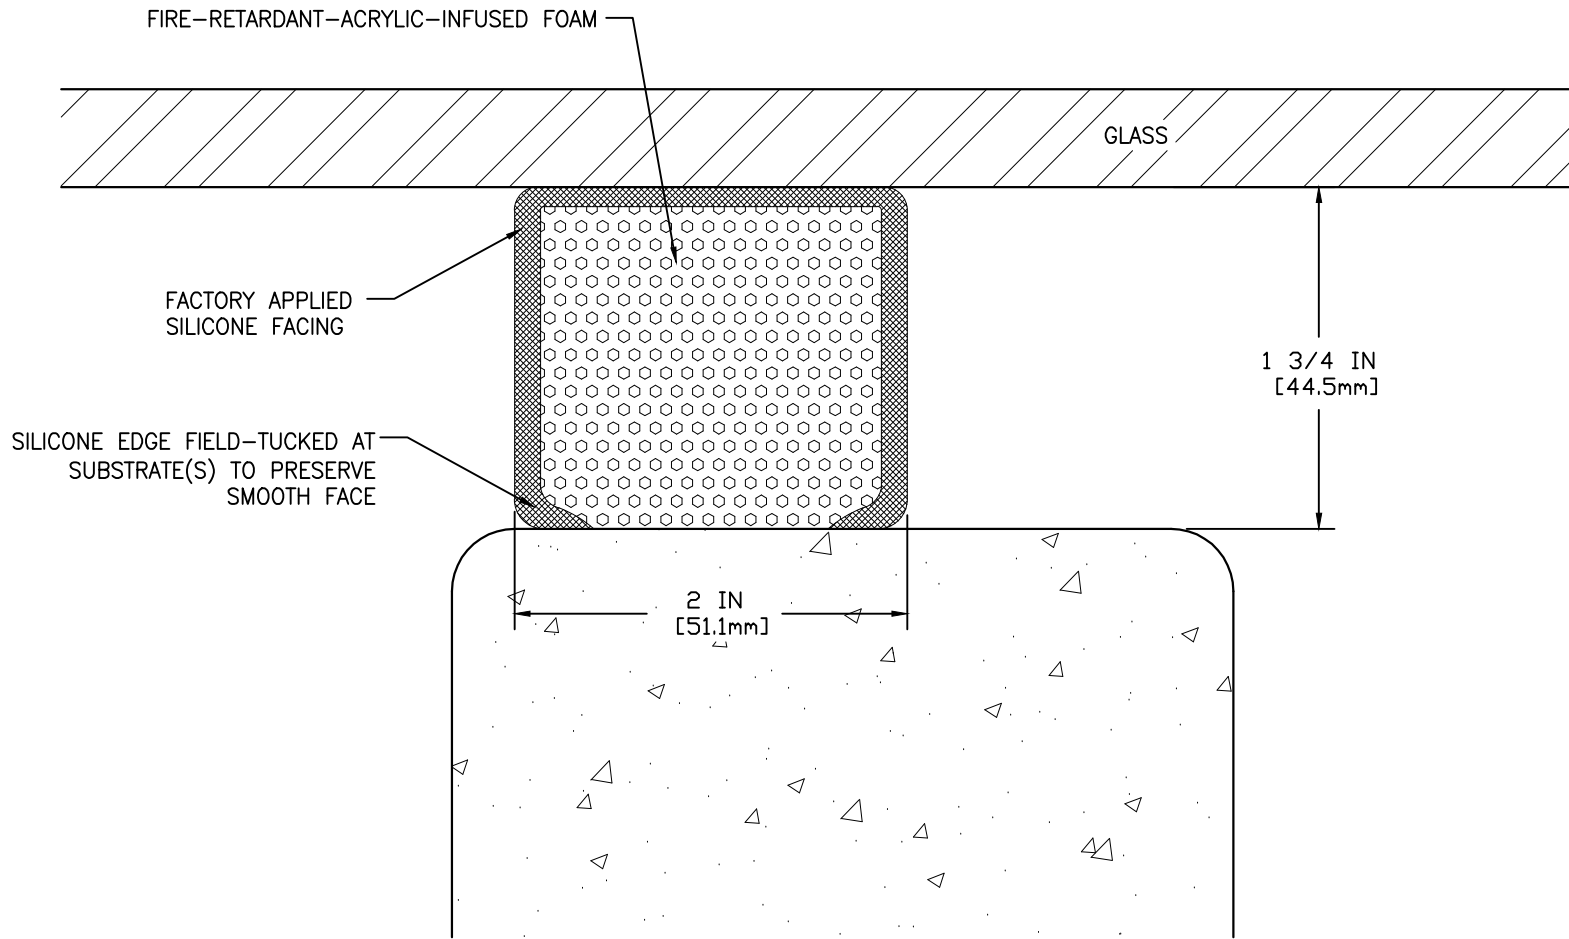 FIRE-RETARDANT-ACRYLIC-INFUSED FOAM
GLASS
FACTORY APPLIED
SILICONE FACING
1 3/4 IN
[44.5mm]
SILICONE EDGE FIELD-TUCKED AT
SUBSTRATE(S) TO PRESERVE
SMOOTH FACE
2 IN
[51.1mm]